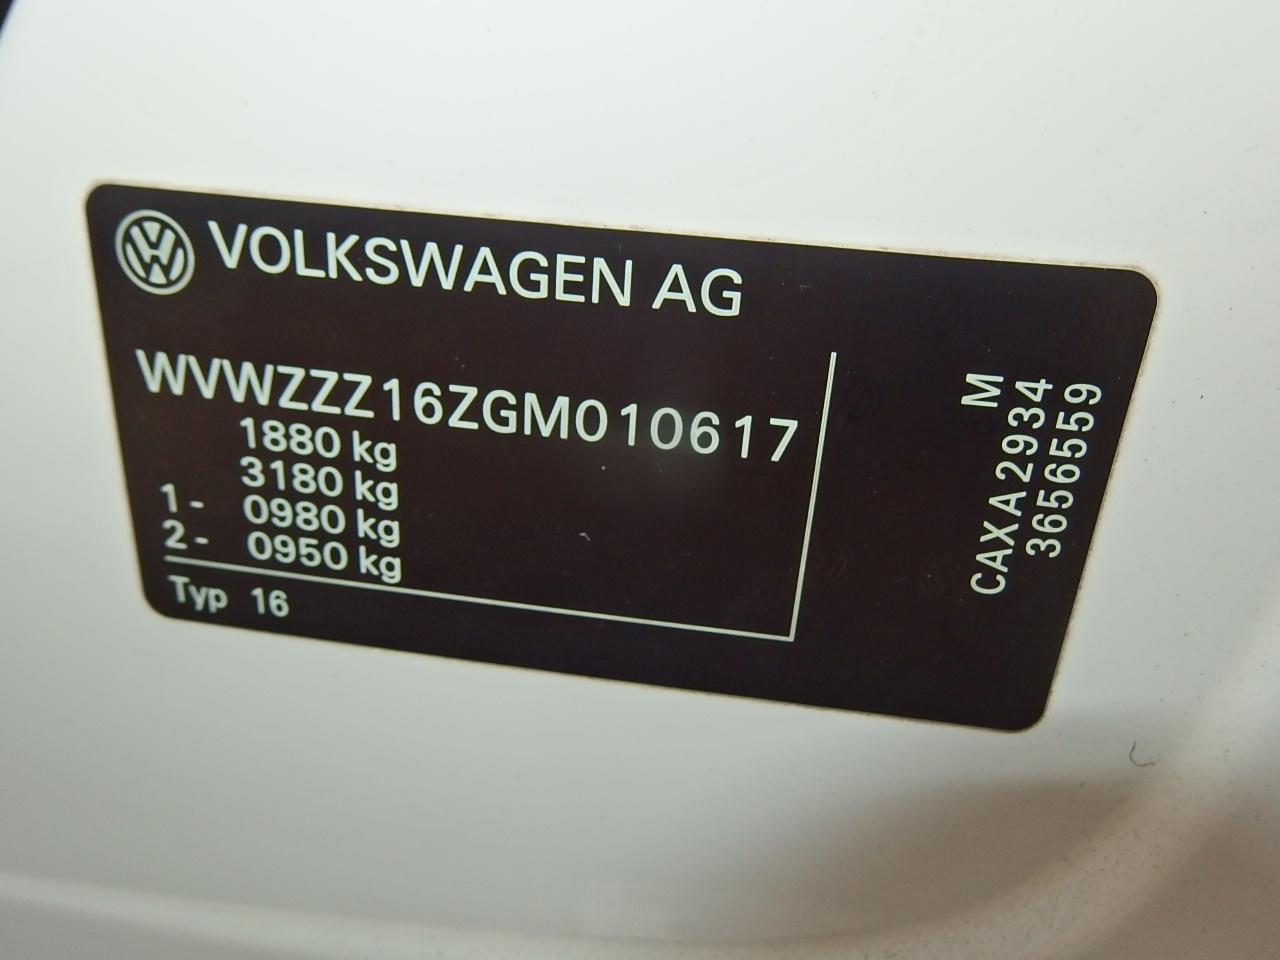 VOLKSWAGEN AG
WVWZZZ16ZGM010617
1880 kg
3180 kg
1- 0980 kg
2- 0950 kg
Typ 16
M
CAXA2934
3656559